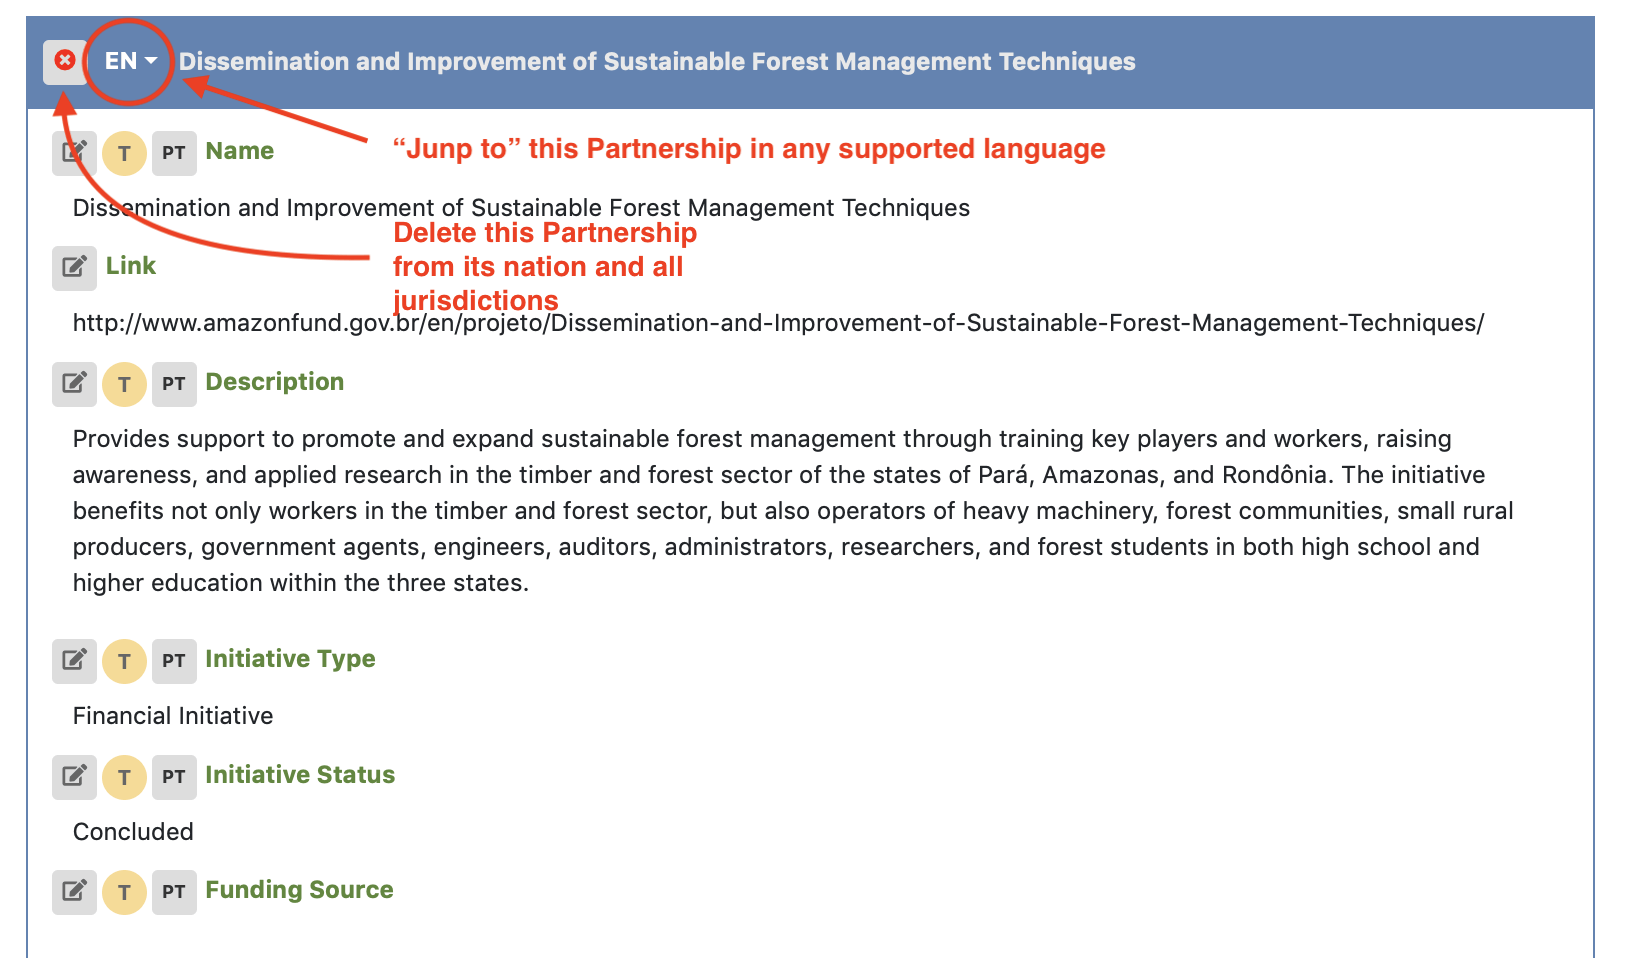 EN Dissemination and Improvement of Sustainable Forest Management Techniques
T PT Name
“Junp to” this Partnership in any supported language
Dissemination and Improvement of Sustainable Forest Management Techniques
Delete this Partnership
from its nation and all
jurisdictions
Link
http://www.amazonfund.gov.br/en/projeto/Dissemination-and-Improvement-of-Sustainable-Forest-Management-Techniques/
T PT Description
Provides support to promote and expand sustainable forest management through training key players and workers, raising
awareness, and applied research in the timber and forest sector of the states of Pará, Amazonas, and Rondônia. The initiative
benefits not only workers in the timber and forest sector, but also operators of heavy machinery, forest communities, small rural
producers, government agents, engineers, auditors, administrators, researchers, and forest students in both high school and
higher education within the three states.
T PT Initiative Type
Financial Initiative
T PT Initiative Status
Concluded
T PT Funding Source